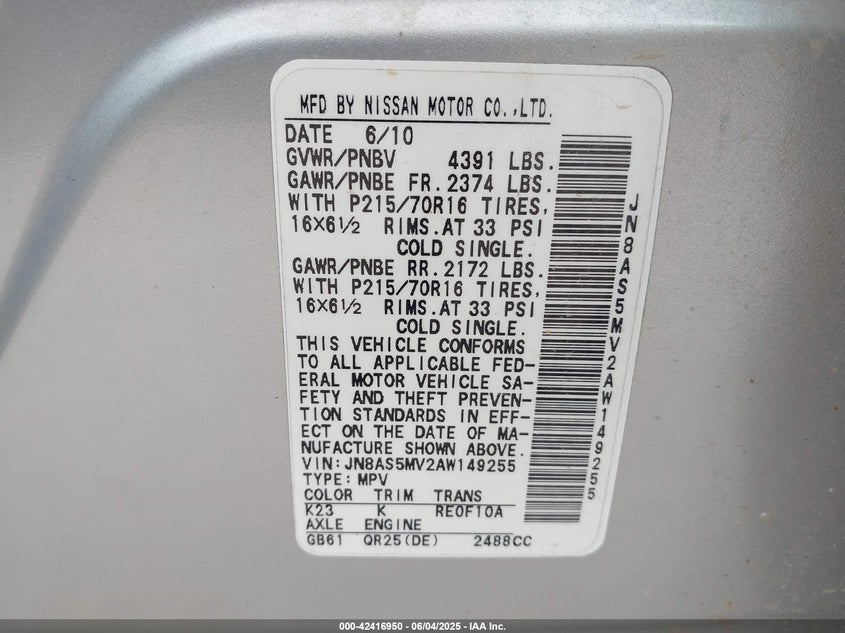 MFD BY NISSAN MOTOR CO.,LTD.
DATE 6/10
GVWR/PNBV 4391 LBS.
GAWR/PNBE FR. 2374 LBS.
WITH P215/70R16 TIRES,
16X6½ RIMS. AT 33 PSI
COLD SINGLE.
GAWR/PNBE RR. 2172 LBS.
WITH P215/70R16 TIRES,
16X6½ RIMS. AT 33 PSI
COLD SINGLE.
THIS VEHICLE CONFORMS
TO ALL APPLICABLE FED-
ERAL MOTOR VEHICLE SA-
FETY AND THEFT PREVEN-
TION STANDARDS IN EFF-
ECT ON THE DATE OF MA-
NUFACTURE SHOWN ABOVE.
VIN:JN8AS5MV2AW149255
TYPE:MPV
COLOR TRIM TRANS
K23 K RE0F10A
AXLE ENGINE
GB61 QR25(DE) 2488CC
JN8AS5MV2AW149255
000-42416950 - 06/04/2025 - IAA Inc.